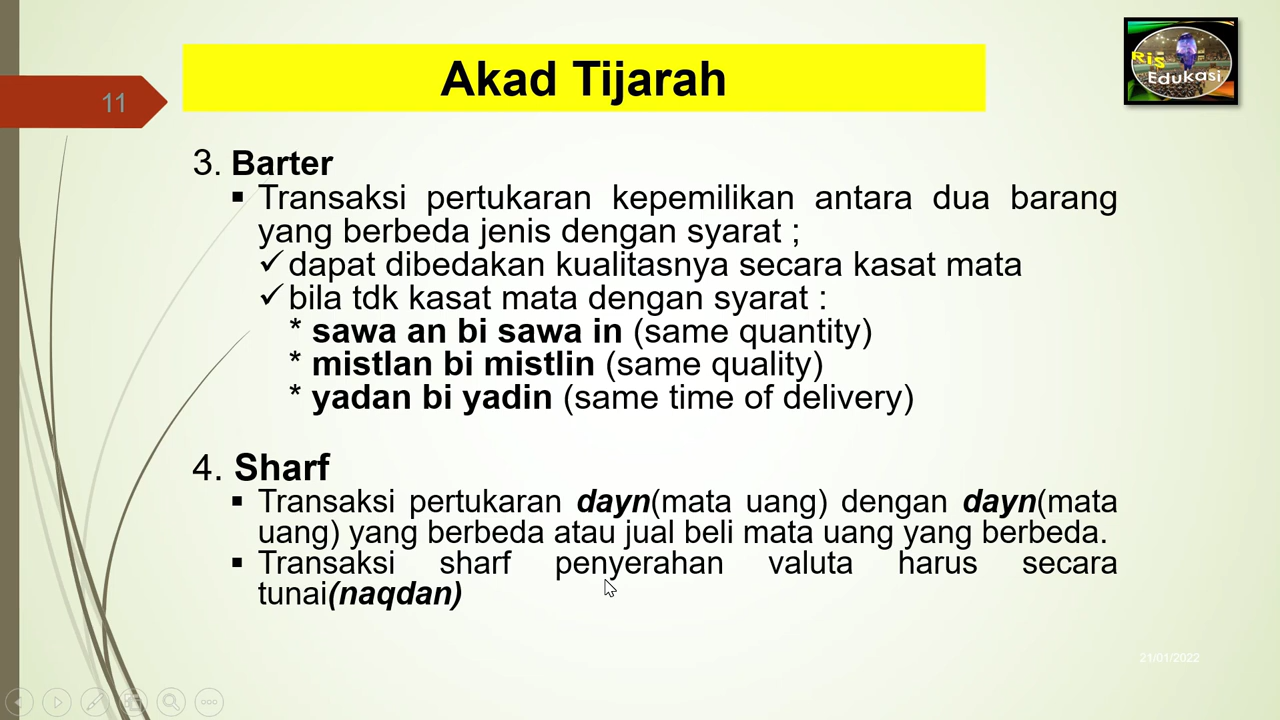 Akad Tijarah
Ris
Edukasi
11
3. Barter
▪ Transaksi pertukaran kepemilikan antara dua barang
yang berbeda jenis dengan syarat ;
✓dapat dibedakan kualitasnya secara kasat mata
✓bila tdk kasat mata dengan syarat :
* sawa an bi sawa in (same quantity)
* mistlan bi mistlin (same quality)
* yadan bi yadin (same time of delivery)
4. Sharf
▪ Transaksi pertukaran dayn(mata uang) dengan dayn(mata
uang) yang berbeda atau jual beli mata uang yang berbeda.
▪ Transaksi sharf penyerahan valuta harus secara
tunai(naqdan)
21/01/2022